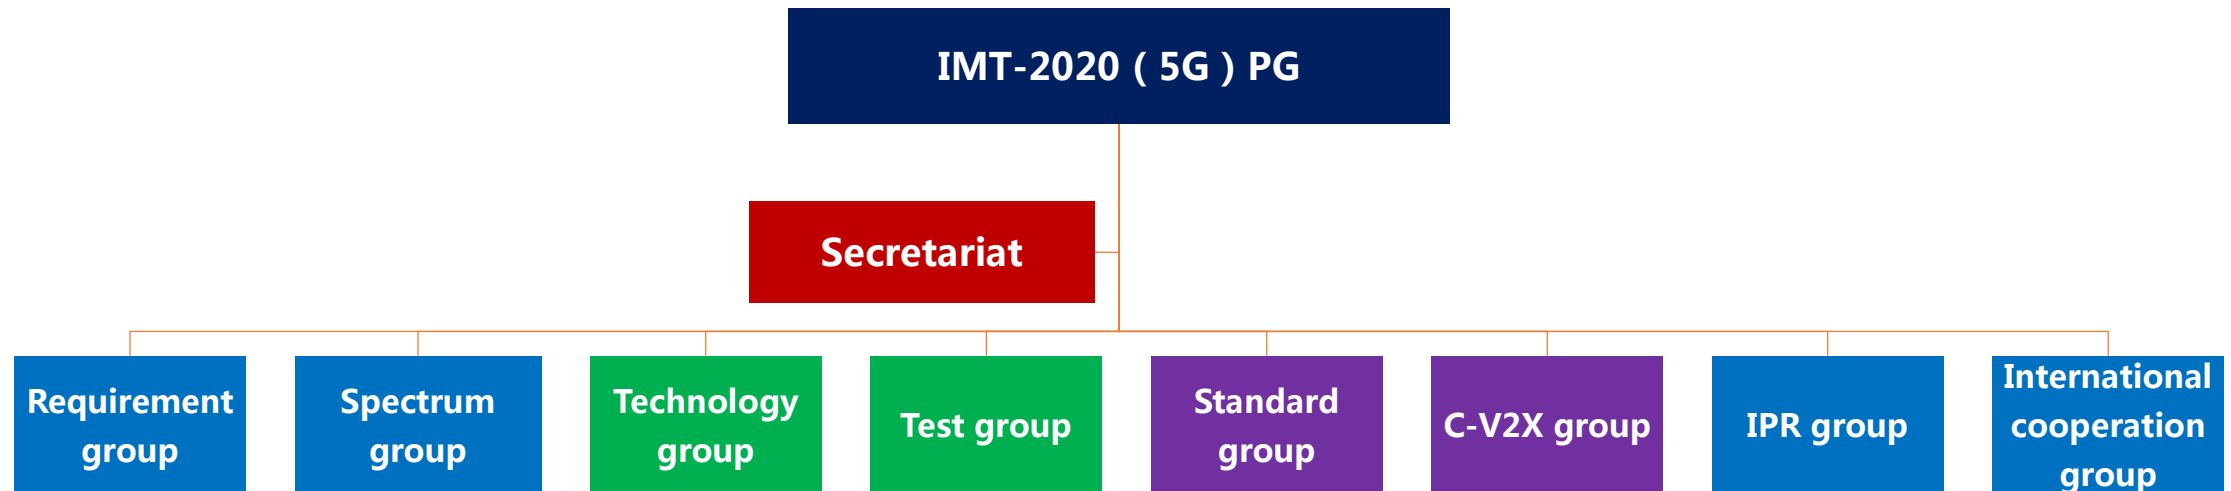 IMT-2020 ( 5G ) PG
Secretariat
Requirement
group
Spectrum
group
Technology
group
Test group
Standard
group
C-V2X group
IPR group
International
cooperation
group